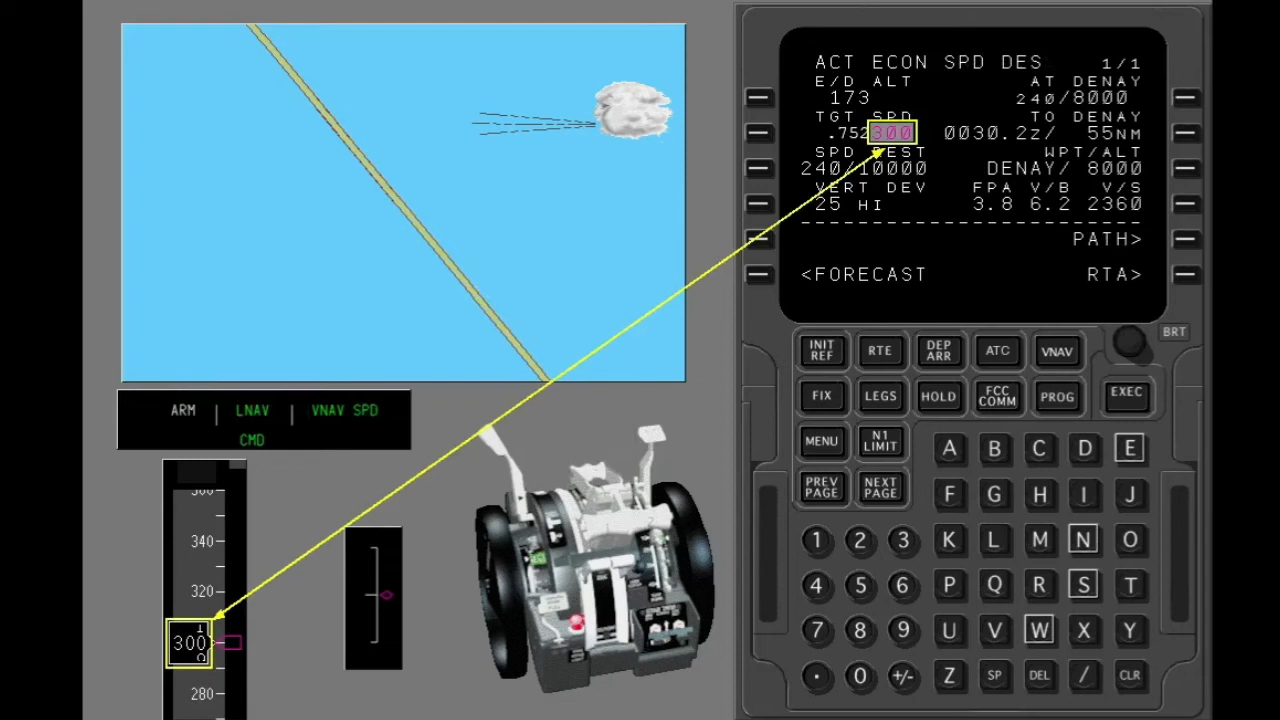 ACT ECON SPD DES 1/1
E/D ALT AT DENAY
173 240/8000
TGT SPD TO DENAY
.752 300 0030.2z/ 55NM
SPD REST WPT/ALT
240/10000 DENAY/ 8000
VERT DEV FPA V/B V/S
25 HI 3.8 6.2 2360
PATH>
<FORECAST RTA>
BRT
INIT REF RTE DEP ARR ATC VNAV
FIX LEGS HOLD FCC COMM PROG EXEC
MENU N1 LIMIT
PREV PAGE NEXT PAGE
A B C D E
F G H I J
1 2 3 K L M N O
4 5 6 P Q R S T
7 8 9 U V W X Y
. 0 +/- Z SP DEL / CLR
ARM | LNAV | VNAV SPD
CMD
360
340
320
300
280